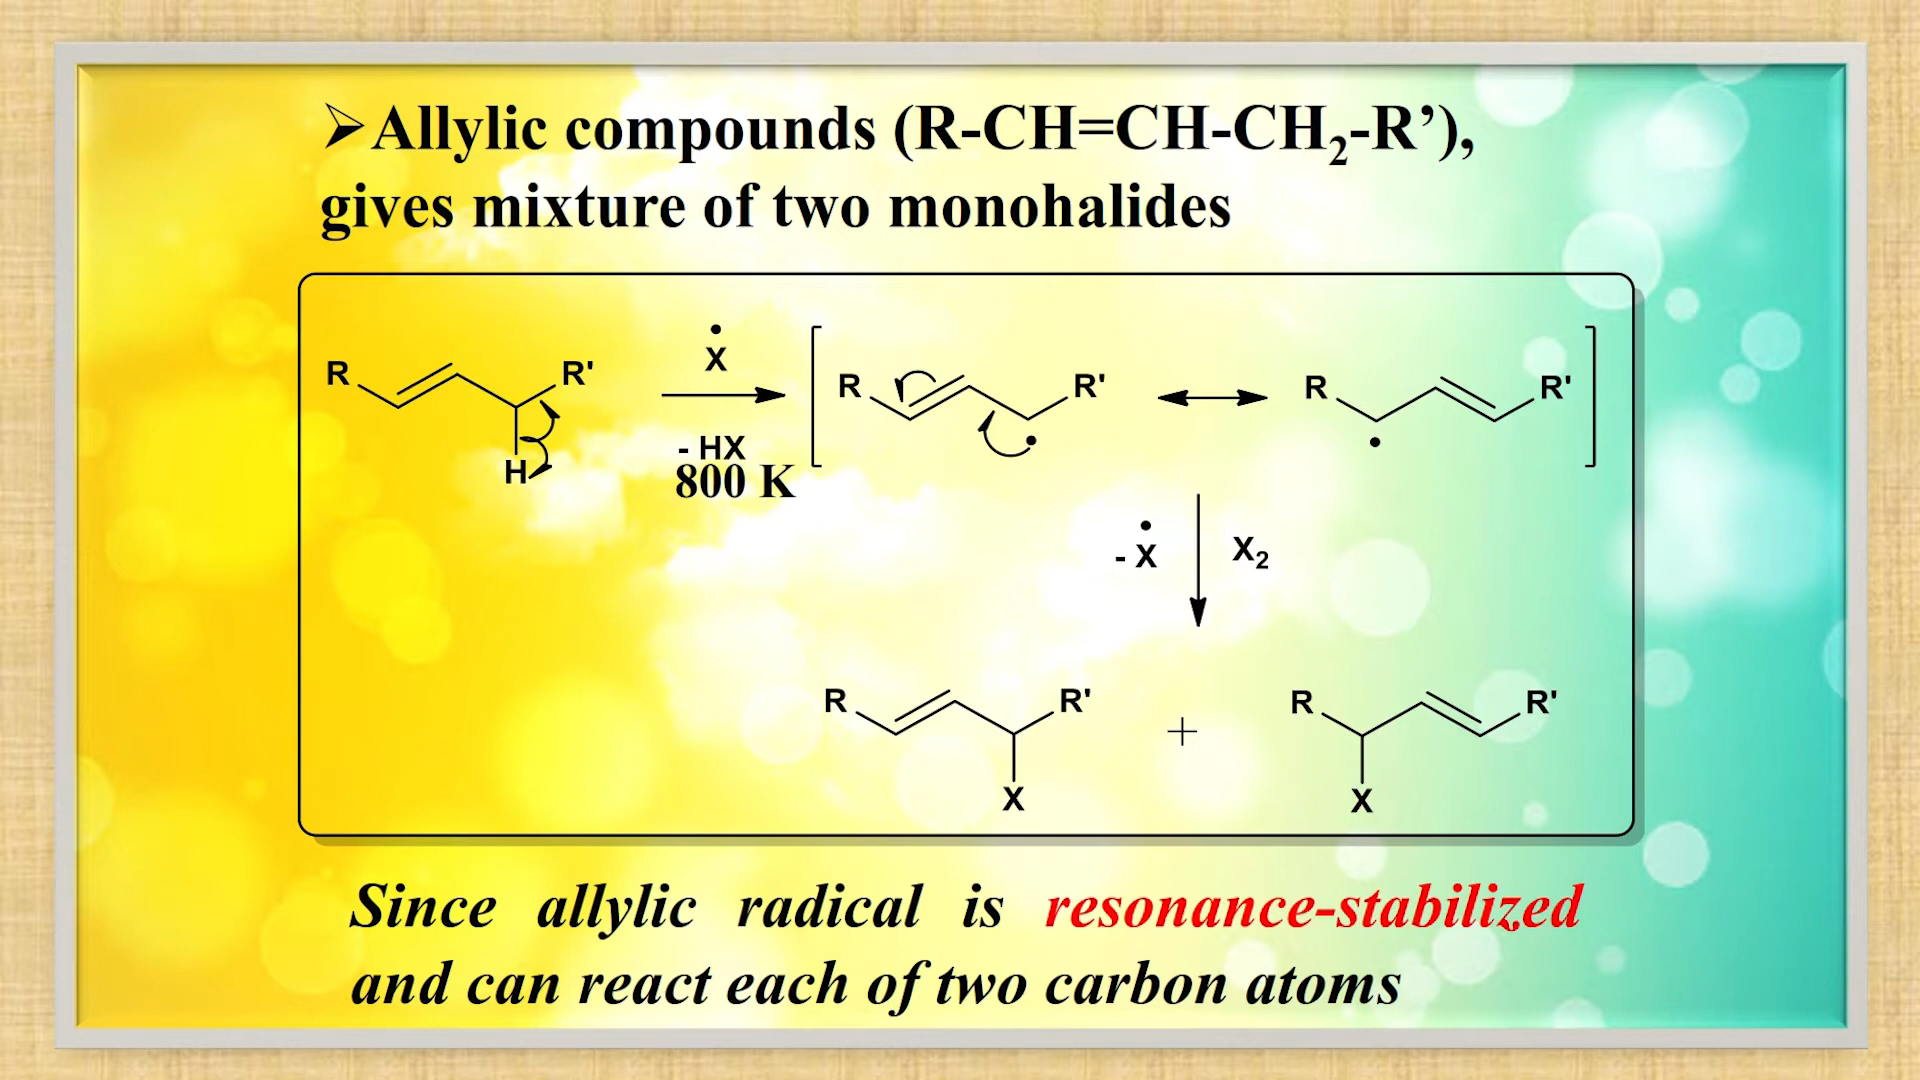 ➢Allylic compounds (R-CH=CH-CH₂-R’),
gives mixture of two monohalides
R R' H
Ẋ
- HX
800 K
R R' R R'
- Ẋ X₂
R R' X + R R' X
Since allylic radical is resonance-stabilized
and can react each of two carbon atoms